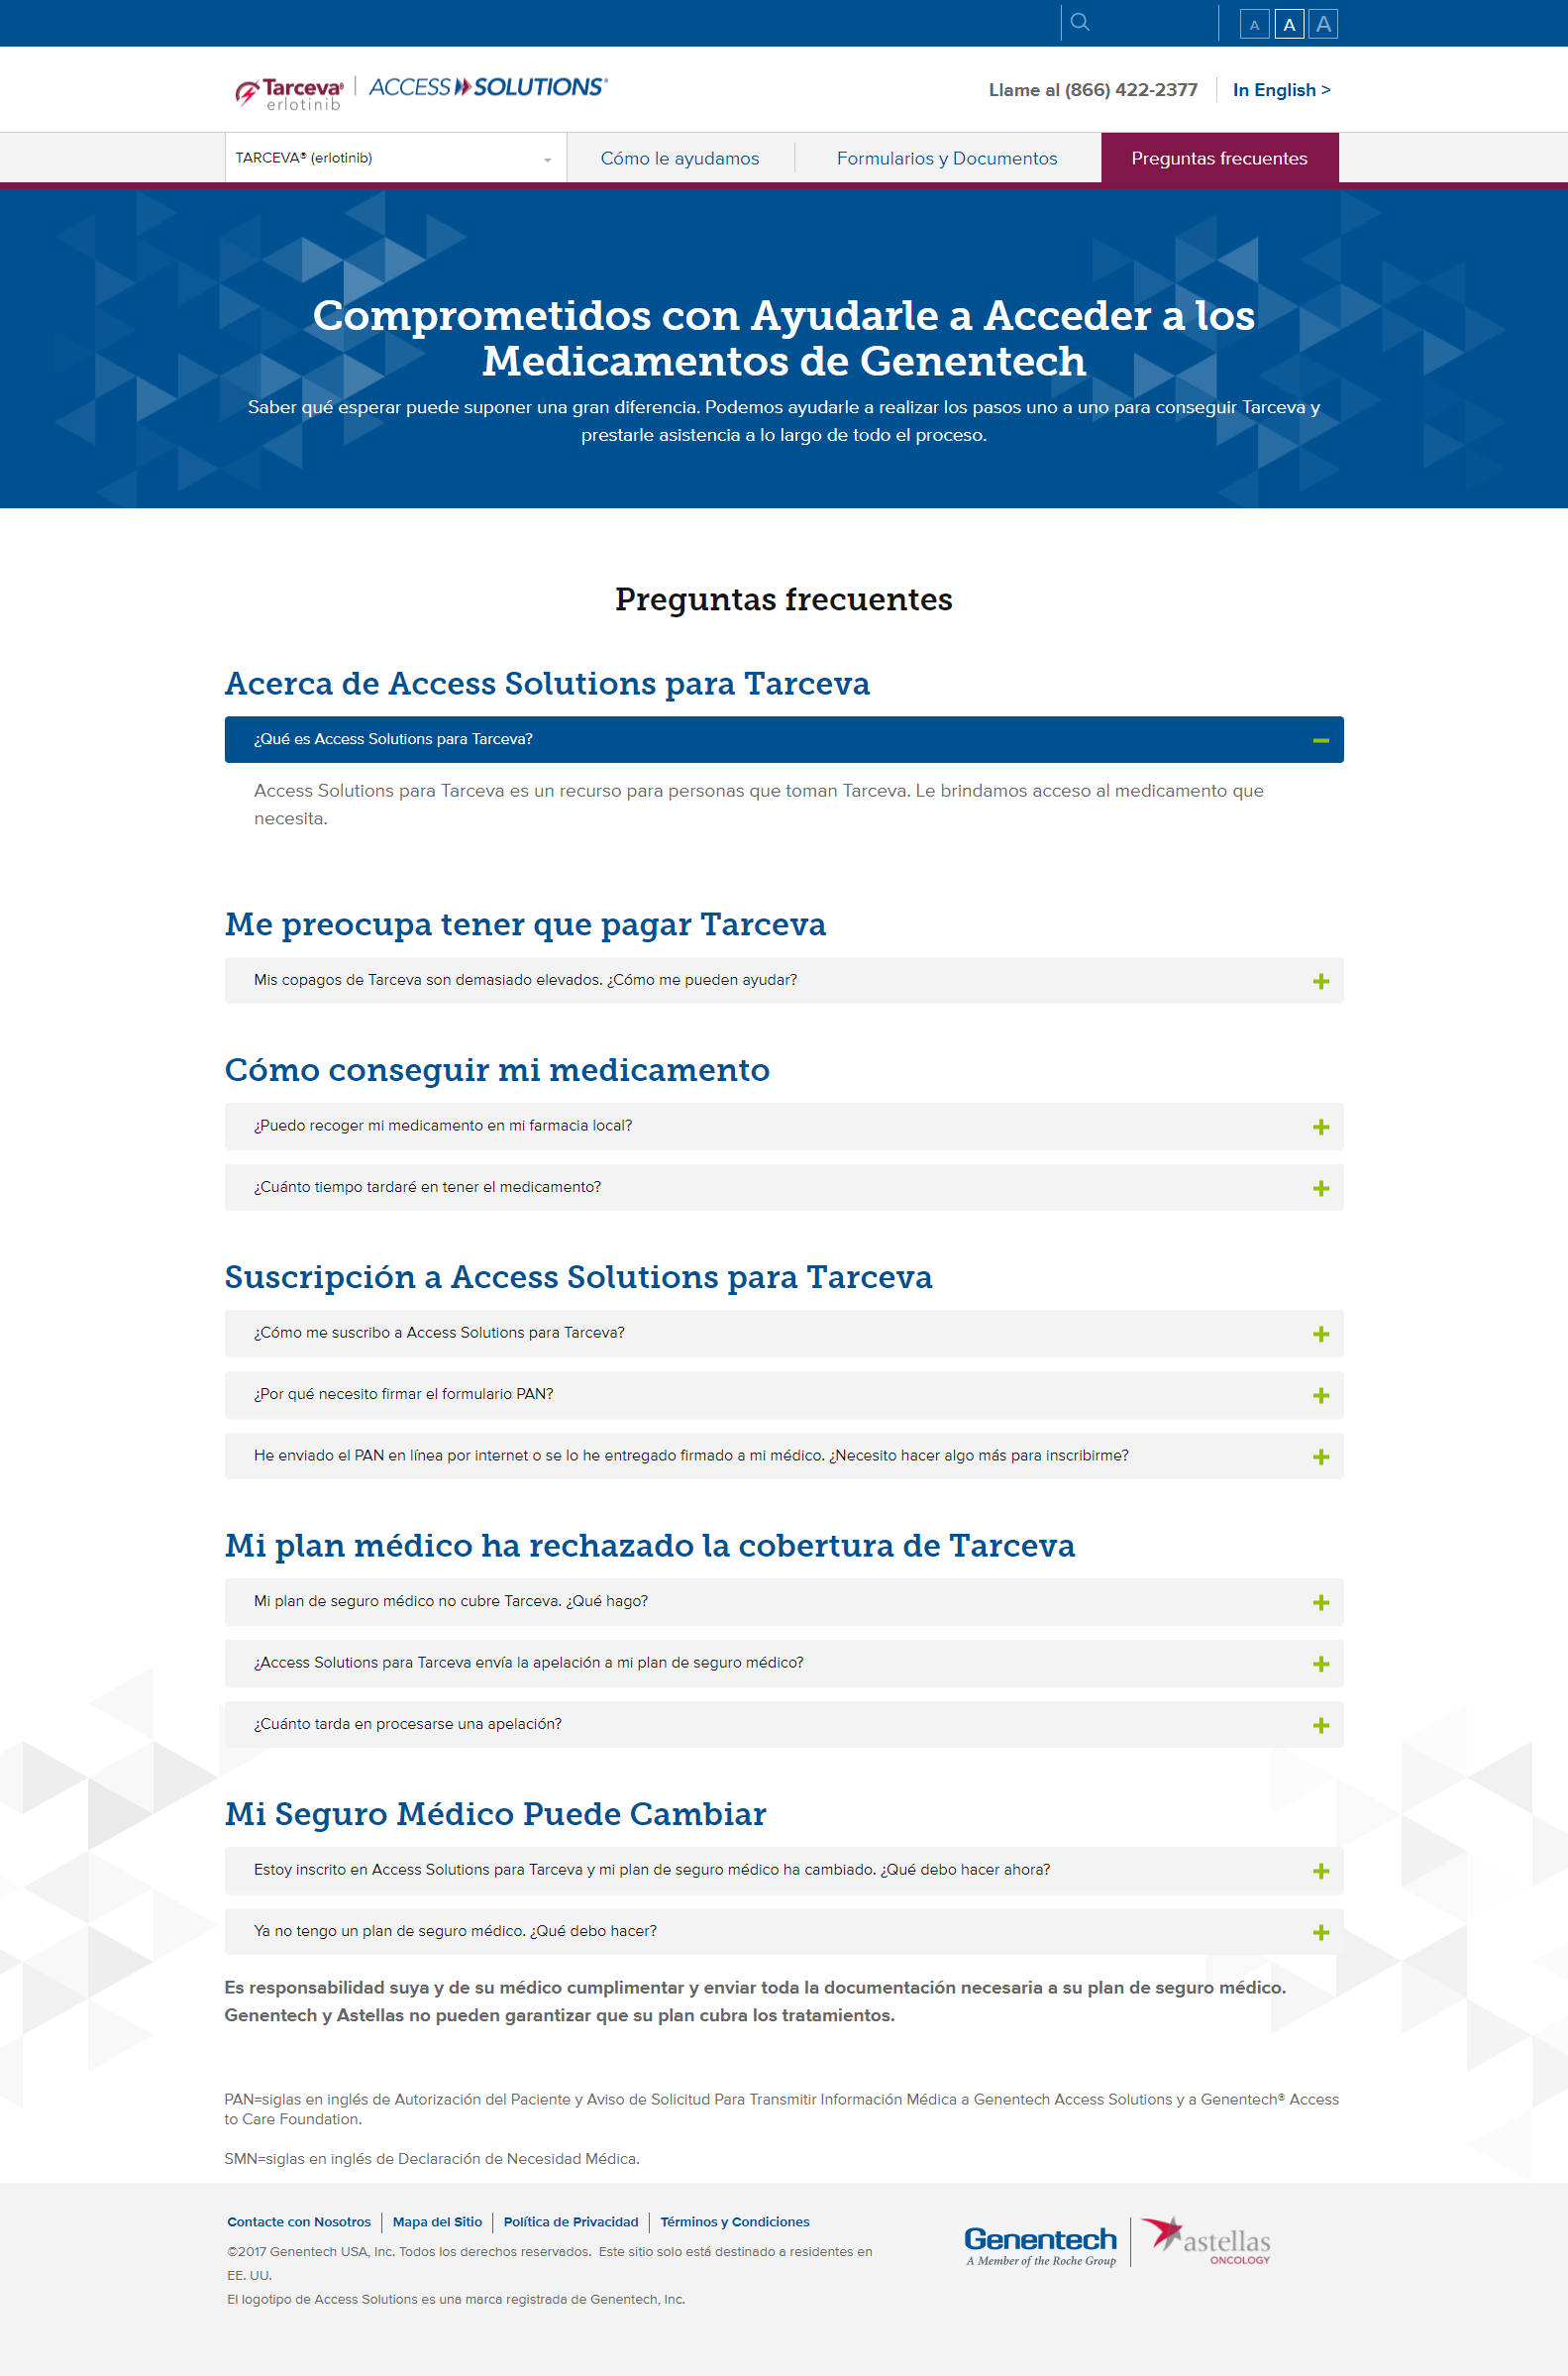 A A A
Tarceva® | ACCESS SOLUTIONS®
erlotinib
Llame al (866) 422-2377
In English >
TARCEVA® (erlotinib)
Cómo le ayudamos
Formularios y Documentos
Preguntas frecuentes
Comprometidos con Ayudarle a Acceder a los
Medicamentos de Genentech
Saber qué esperar puede suponer una gran diferencia. Podemos ayudarle a realizar los pasos uno a uno para conseguir Tarceva y
prestarle asistencia a lo largo de todo el proceso.
Preguntas frecuentes
Acerca de Access Solutions para Tarceva
¿Qué es Access Solutions para Tarceva?
Access Solutions para Tarceva es un recurso para personas que toman Tarceva. Le brindamos acceso al medicamento que
necesita.
Me preocupa tener que pagar Tarceva
Mis copagos de Tarceva son demasiado elevados. ¿Cómo me pueden ayudar?
Cómo conseguir mi medicamento
¿Puedo recoger mi medicamento en mi farmacia local?
¿Cuánto tiempo tardaré en tener el medicamento?
Suscripción a Access Solutions para Tarceva
¿Cómo me suscribo a Access Solutions para Tarceva?
¿Por qué necesito firmar el formulario PAN?
He enviado el PAN en línea por internet o se lo he entregado firmado a mi médico. ¿Necesito hacer algo más para inscribirme?
Mi plan médico ha rechazado la cobertura de Tarceva
Mi plan de seguro médico no cubre Tarceva. ¿Qué hago?
¿Access Solutions para Tarceva envía la apelación a mi plan de seguro médico?
¿Cuánto tarda en procesarse una apelación?
Mi Seguro Médico Puede Cambiar
Estoy inscrito en Access Solutions para Tarceva y mi plan de seguro médico ha cambiado. ¿Qué debo hacer ahora?
Ya no tengo un plan de seguro médico. ¿Qué debo hacer?
Es responsabilidad suya y de su médico cumplimentar y enviar toda la documentación necesaria a su plan de seguro médico.
Genentech y Astellas no pueden garantizar que su plan cubra los tratamientos.
PAN=siglas en inglés de Autorización del Paciente y Aviso de Solicitud Para Transmitir Información Médica a Genentech Access Solutions y a Genentech® Access
to Care Foundation.
SMN=siglas en inglés de Declaración de Necesidad Médica.
Contacte con Nosotros | Mapa del Sitio | Política de Privacidad | Términos y Condiciones
©2017 Genentech USA, Inc. Todos los derechos reservados. Este sitio solo está destinado a residentes en
EE. UU.
El logotipo de Access Solutions es una marca registrada de Genentech, Inc.
Genentech
A Member of the Roche Group
astellas
ONCOLOGY